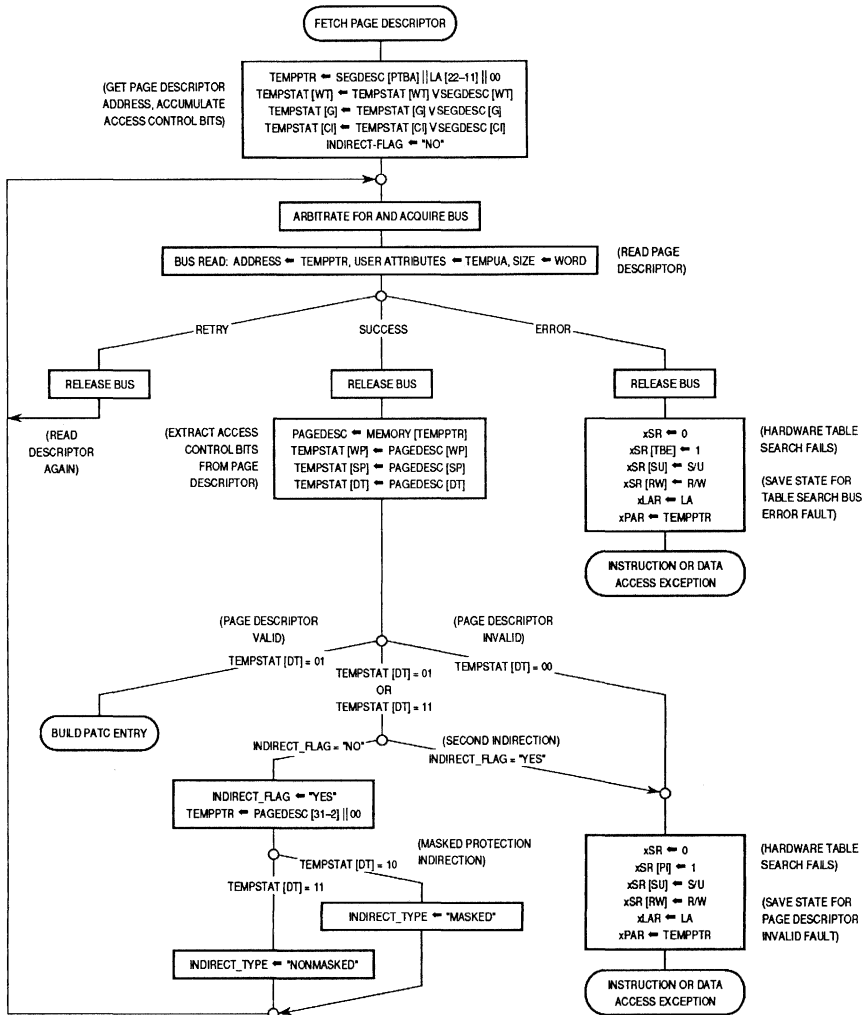 FETCH PAGE DESCRIPTOR
(GET PAGE DESCRIPTOR
ADDRESS, ACCUMULATE
ACCESS CONTROL BITS)
TEMPPTR ← SEGDESC [PTBA] || LA [22–11] || 00
TEMPSTAT [WT] ← TEMPSTAT [WT] V SEGDESC [WT]
TEMPSTAT [G] ← TEMPSTAT [G] V SEGDESC [G]
TEMPSTAT [CI] ← TEMPSTAT [CI] V SEGDESC [CI]
INDIRECT-FLAG ← "NO"
ARBITRATE FOR AND ACQUIRE BUS
BUS READ: ADDRESS ← TEMPPTR, USER ATTRIBUTES ← TEMPUA, SIZE ← WORD
(READ PAGE
DESCRIPTOR)
RETRY
SUCCESS
ERROR
RELEASE BUS
RELEASE BUS
RELEASE BUS
(READ
DESCRIPTOR
AGAIN)
(EXTRACT ACCESS
CONTROL BITS
FROM PAGE
DESCRIPTOR)
PAGEDESC ← MEMORY [TEMPPTR]
TEMPSTAT [WP] ← PAGEDESC [WP]
TEMPSTAT [SP] ← PAGEDESC [SP]
TEMPSTAT [DT] ← PAGEDESC [DT]
xSR ← 0
xSR [TBE] ← 1
xSR [SU] ← S/U
xSR [RW] ← R/W
xLAR ← LA
xPAR ← TEMPPTR
(HARDWARE TABLE
SEARCH FAILS)
(SAVE STATE FOR
TABLE SEARCH BUS
ERROR FAULT)
INSTRUCTION OR DATA
ACCESS EXCEPTION
(PAGE DESCRIPTOR
VALID)
(PAGE DESCRIPTOR
INVALID)
TEMPSTAT [DT] = 01
TEMPSTAT [DT] = 01
OR
TEMPSTAT [DT] = 11
TEMPSTAT [DT] = 00
BUILD PATC ENTRY
INDIRECT_FLAG = "NO"
(SECOND INDIRECTION)
INDIRECT_FLAG = "YES"
INDIRECT_FLAG ← "YES"
TEMPPTR ← PAGEDESC [31–2] || 00
TEMPSTAT [DT] = 10
(MASKED PROTECTION
INDIRECTION)
TEMPSTAT [DT] = 11
INDIRECT_TYPE ← "MASKED"
INDIRECT_TYPE ← "NONMASKED"
xSR ← 0
xSR [PI] ← 1
xSR [SU] ← S/U
xSR [RW] ← R/W
xLAR ← LA
xPAR ← TEMPPTR
(HARDWARE TABLE
SEARCH FAILS)
(SAVE STATE FOR
PAGE DESCRIPTOR
INVALID FAULT)
INSTRUCTION OR DATA
ACCESS EXCEPTION